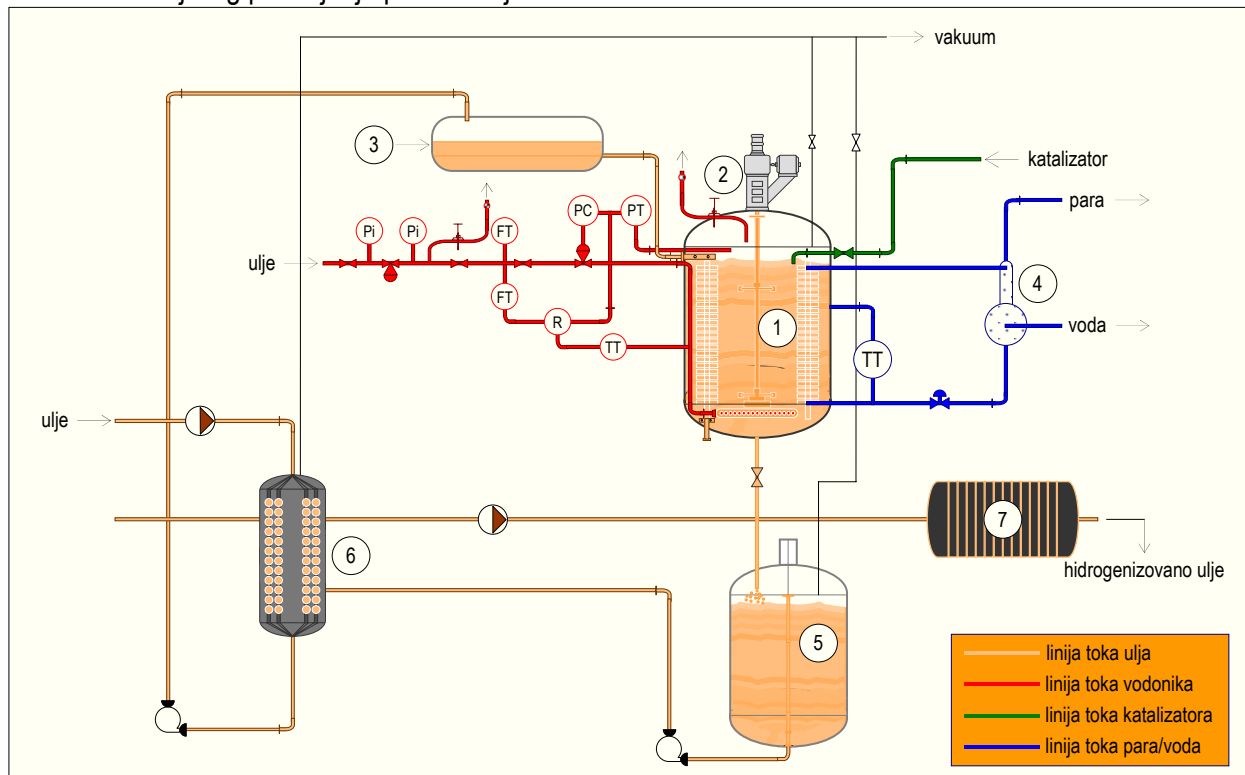 vakuum
3
2
katalizator
para
Pi
Pi
FT
PC
PT
ulje
4
FT
R
1
voda
TT
TT
ulje
7
6
hidrogenizovano ulje
5
linija toka ulja
linija toka vodonika
linija toka katalizatora
linija toka para/voda